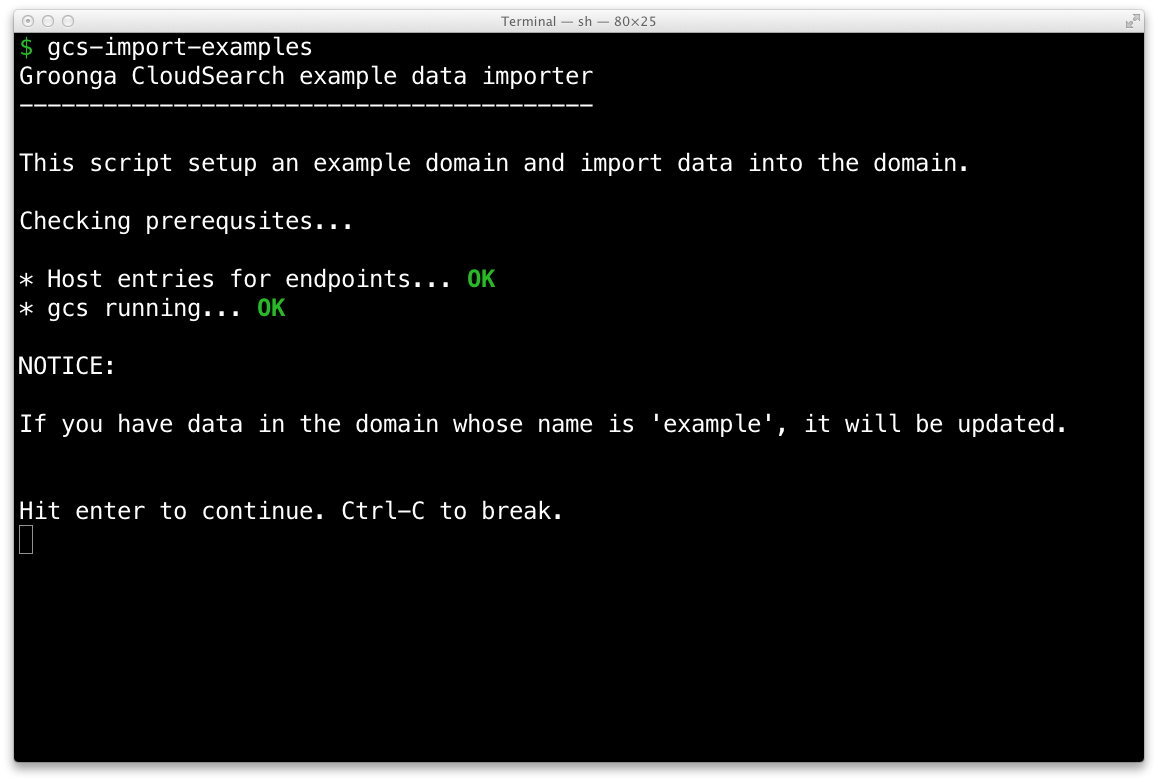 Terminal — sh — 80×25
$ gcs-import-examples
Groonga CloudSearch example data importer
-----------------------------------------
This script setup an example domain and import data into the domain.
Checking prerequsites...
* Host entries for endpoints... OK
* gcs running... OK
NOTICE:
If you have data in the domain whose name is 'example', it will be updated.
Hit enter to continue. Ctrl-C to break.